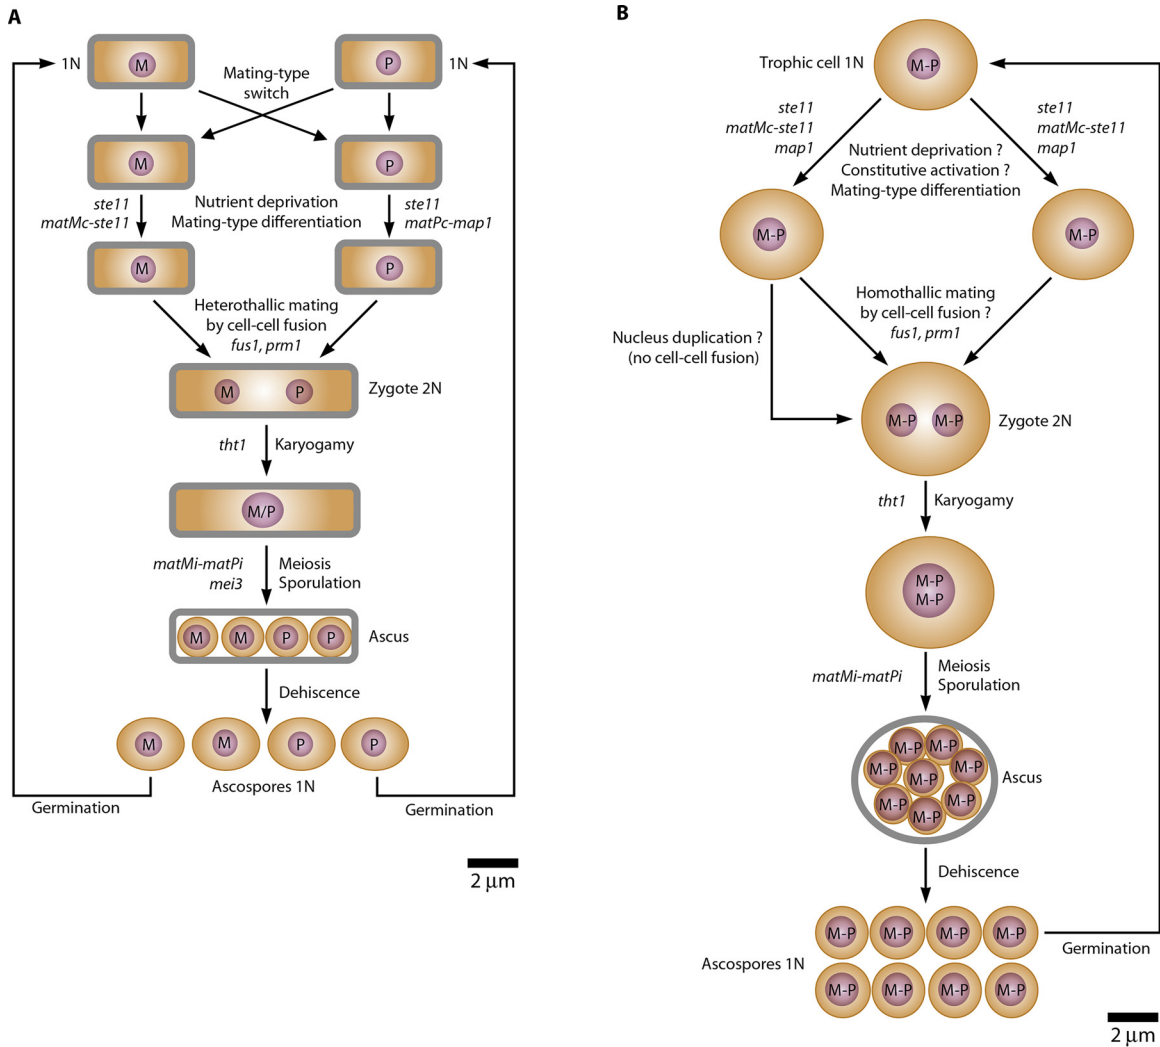 A
1N
M
P
1N
Mating-type
switch
M
P
ste11
matMc-ste11
Nutrient deprivation
Mating-type differentiation
ste11
matPc-map1
M
P
Heterothallic mating
by cell-cell fusion
fus1, prm1
M
P
Zygote 2N
tht1
Karyogamy
M/P
matMi-matPi
mei3
Meiosis
Sporulation
M
M
P
P
Ascus
Dehiscence
M
M
P
P
Ascospores 1N
Germination
Germination
2 μm
B
Trophic cell 1N
M-P
ste11
matMc-ste11
map1
Nutrient deprivation ?
Constitutive activation ?
Mating-type differentiation
ste11
matMc-ste11
map1
M-P
M-P
Homothallic mating
by cell-cell fusion ?
fus1, prm1
Nucleus duplication ?
(no cell-cell fusion)
M-P
M-P
Zygote 2N
tht1
Karyogamy
M-P
M-P
matMi-matPi
Meiosis
Sporulation
M-P
M-P
M-P
M-P
M-P
M-P
M-P
M-P
Ascus
Dehiscence
M-P
M-P
M-P
M-P
Ascospores 1N
M-P
M-P
M-P
M-P
Germination
2 μm